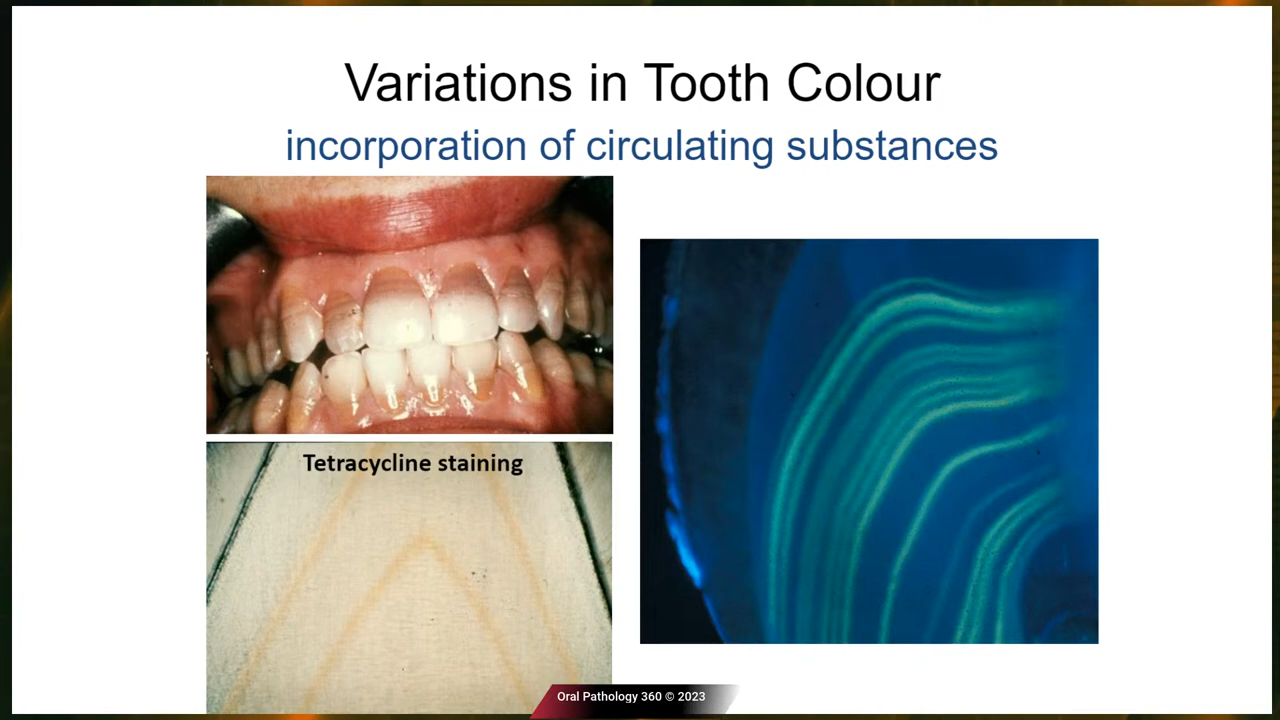 Variations in Tooth Colour
incorporation of circulating substances
Tetracycline staining
Oral Pathology 360 © 2023